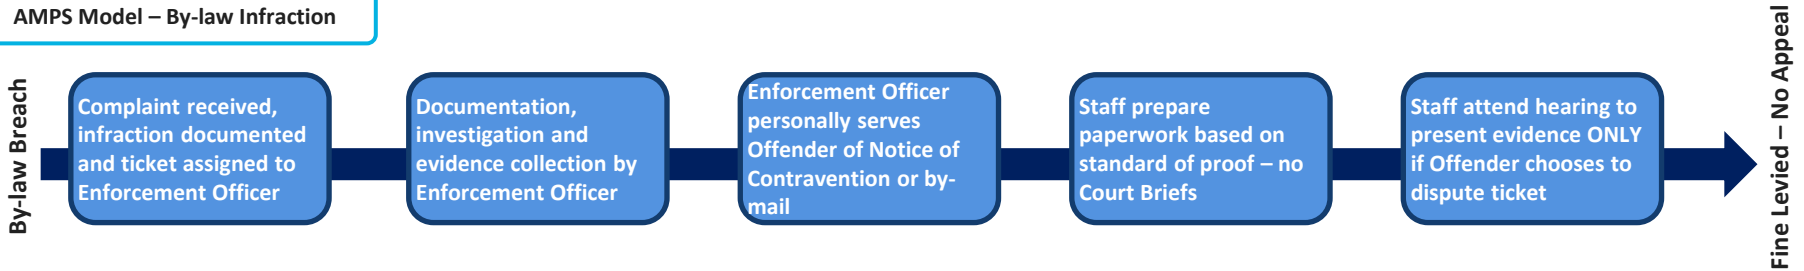 AMPS Model – By-law Infraction
By-law Breach
Complaint received,
infraction documented
and ticket assigned to
Enforcement Officer
Documentation,
investigation and
evidence collection by
Enforcement Officer
Enforcement Officer
personally serves
Offender of Notice of
Contravention or by-
mail
Staff prepare
paperwork based on
standard of proof – no
Court Briefs
Staff attend hearing to
present evidence ONLY
if Offender chooses to
dispute ticket
Fine Levied – No Appeal